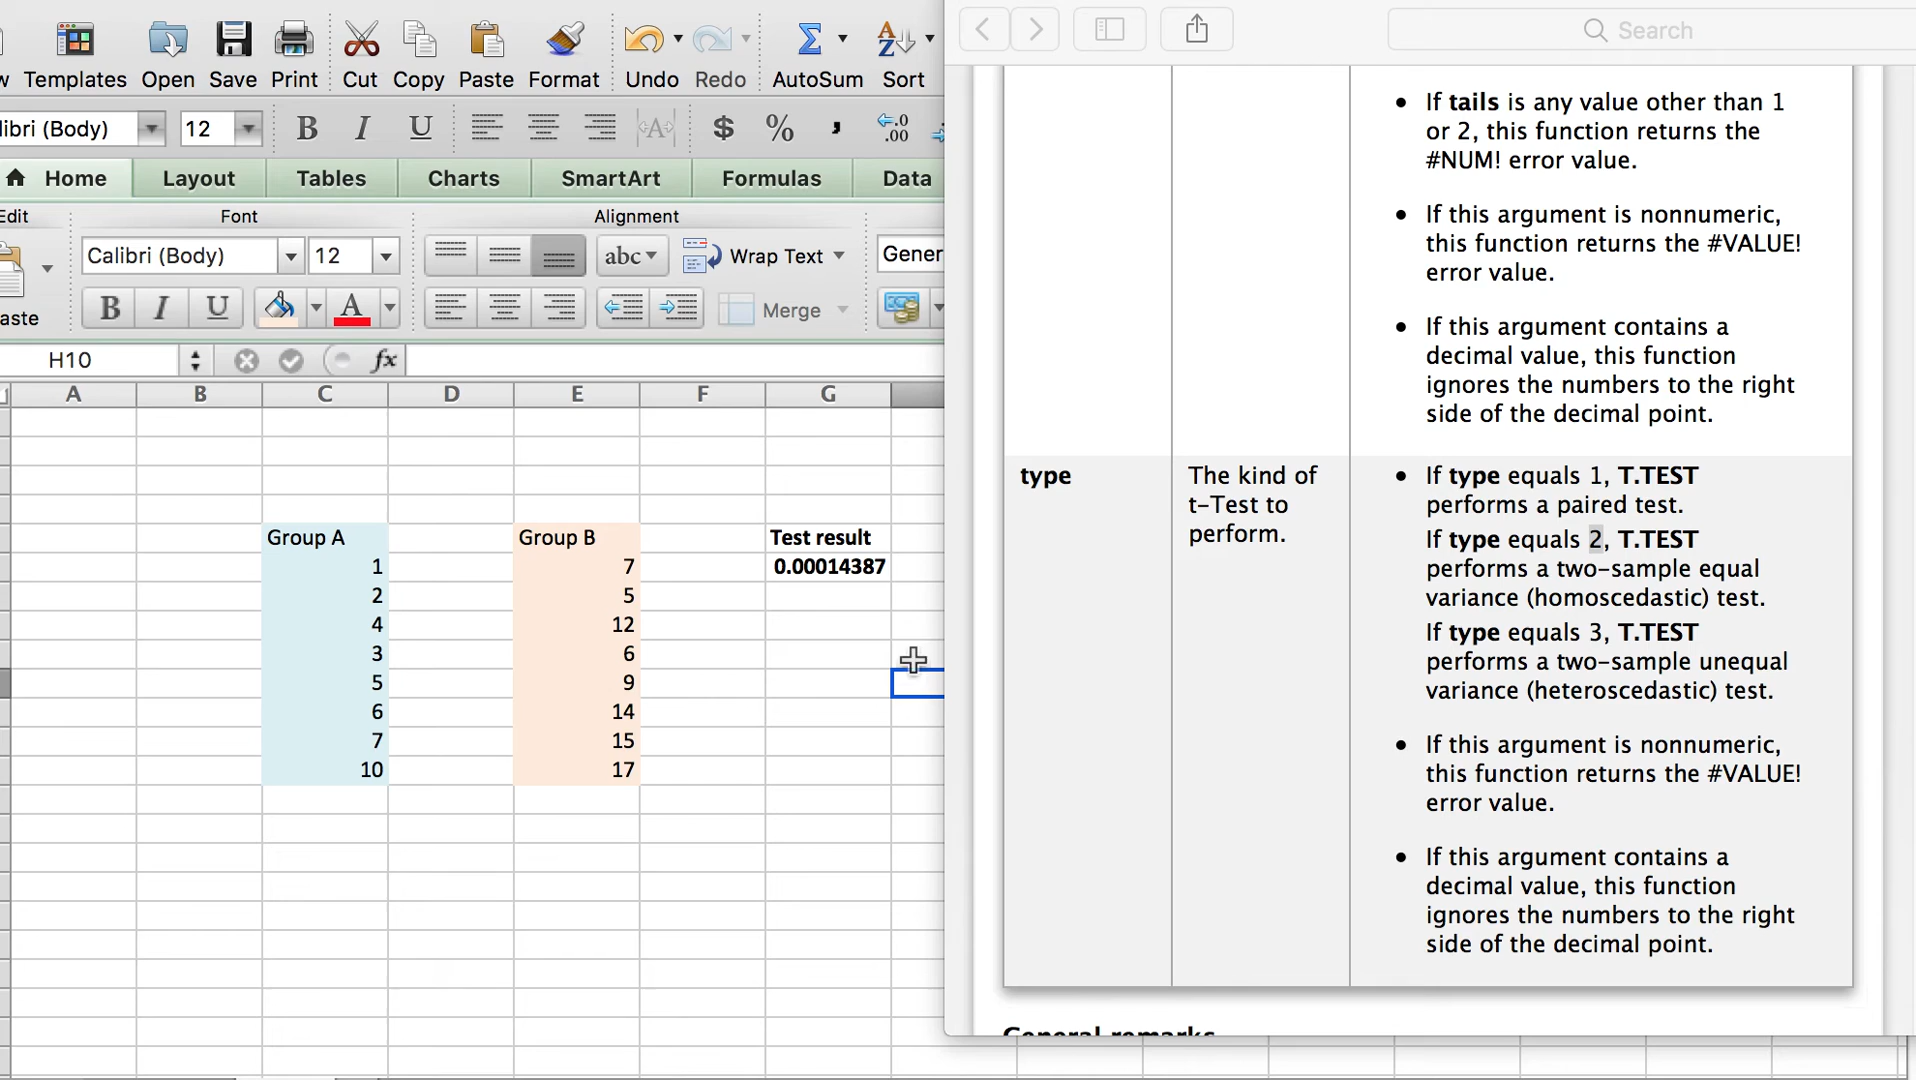 w Templates Open Save Print Cut Copy Paste Format Undo Redo AutoSum Sort
libri (Body) 12 B I U A $ % , .0 .00
Home Layout Tables Charts SmartArt Formulas Data
Edit Font Alignment
Calibri (Body) 12 abc Wrap Text Gener
aste B I U A Merge
H10 fx
A B C D E F G
Group A Group B Test result
1 7 0.00014387
2 5
4 12
3 6
5 9
6 14
7 15
10 17
Search
If tails is any value other than 1
or 2, this function returns the
#NUM! error value.
If this argument is nonnumeric,
this function returns the #VALUE!
error value.
If this argument contains a
decimal value, this function
ignores the numbers to the right
side of the decimal point.
type
The kind of
t-Test to
perform.
If type equals 1, T.TEST
performs a paired test.
If type equals 2, T.TEST
performs a two-sample equal
variance (homoscedastic) test.
If type equals 3, T.TEST
performs a two-sample unequal
variance (heteroscedastic) test.
If this argument is nonnumeric,
this function returns the #VALUE!
error value.
If this argument contains a
decimal value, this function
ignores the numbers to the right
side of the decimal point.
General remarks